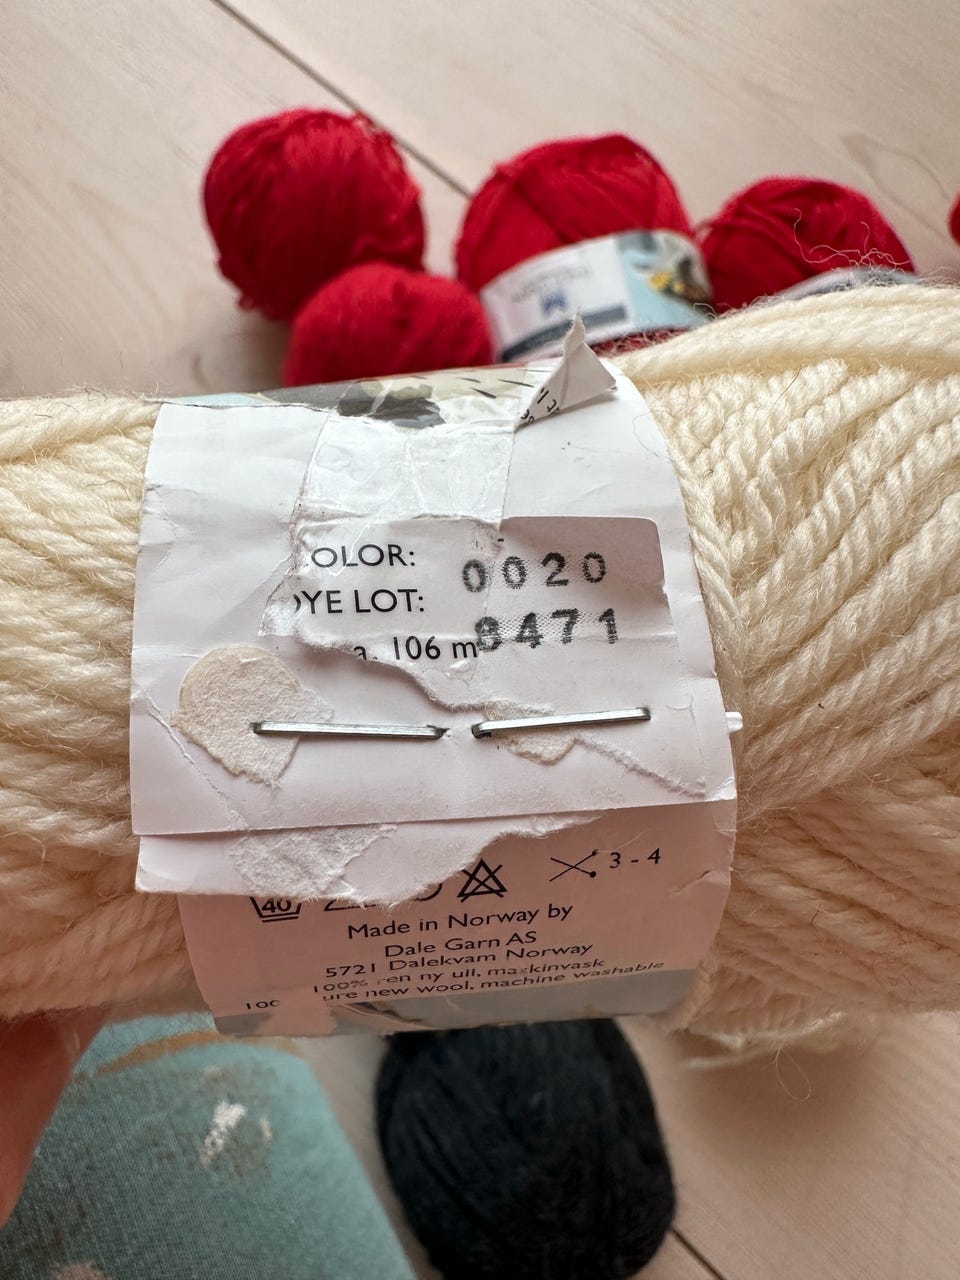 OLOR: 0020
YE LOT: 8471
a. 106 m
40
3 - 4
Made in Norway by
Dale Garn AS
5721 Dalekvam Norway
100% ren ny ull, maskinvask
100 ure new wool, machine washable